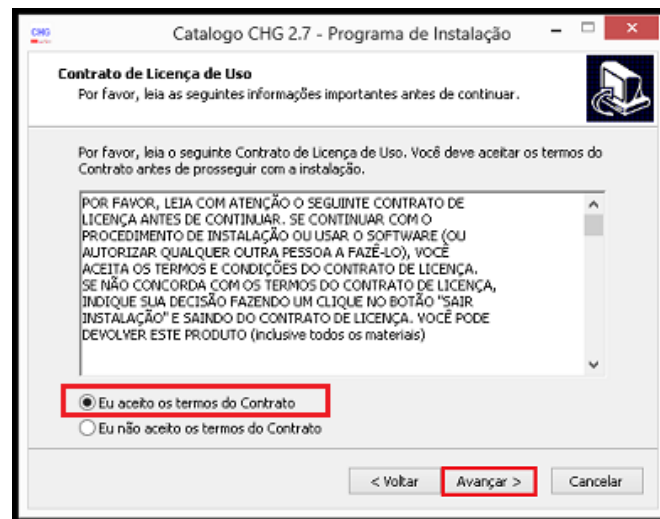 CHG
Catalogo CHG 2.7 - Programa de Instalação
Contrato de Licença de Uso
Por favor, leia as seguintes informações importantes antes de continuar.
Por favor, leia o seguinte Contrato de Licença de Uso. Você deve aceitar os termos do
Contrato antes de prosseguir com a instalação.
POR FAVOR, LEIA COM ATENÇÃO O SEGUINTE CONTRATO DE
LICENÇA ANTES DE CONTINUAR. SE CONTINUAR COM O
PROCEDIMENTO DE INSTALAÇÃO OU USAR O SOFTWARE (OU
AUTORIZAR QUALQUER OUTRA PESSOA A FAZÊ-LO), VOCÊ
ACEITA OS TERMOS E CONDIÇÕES DO CONTRATO DE LICENÇA.
SE NÃO CONCORDA COM OS TERMOS DO CONTRATO DE LICENÇA,
INDIQUE SUA DECISÃO FAZENDO UM CLIQUE NO BOTÃO "SAIR
INSTALAÇÃO" E SAINDO DO CONTRATO DE LICENÇA. VOCÊ PODE
DEVOLVER ESTE PRODUTO (inclusive todos os materiais)
Eu aceito os termos do Contrato
Eu não aceito os termos do Contrato
< Voltar
Avançar >
Cancelar